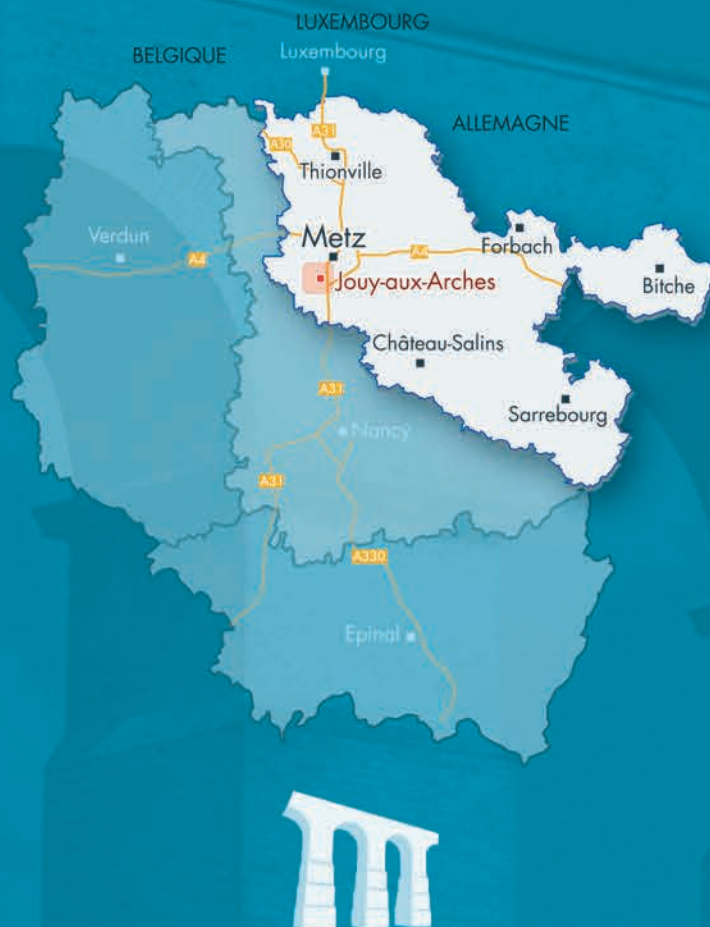 LUXEMBOURG
BELGIQUE
Luxembourg
ALLEMAGNE
A31
A30
Thionville
Verdun
A4
Metz
A4
Forbach
Jouy-aux-Arches
Bitche
Château-Salins
A31
Sarrebourg
Nancy
A31
A330
Epinal